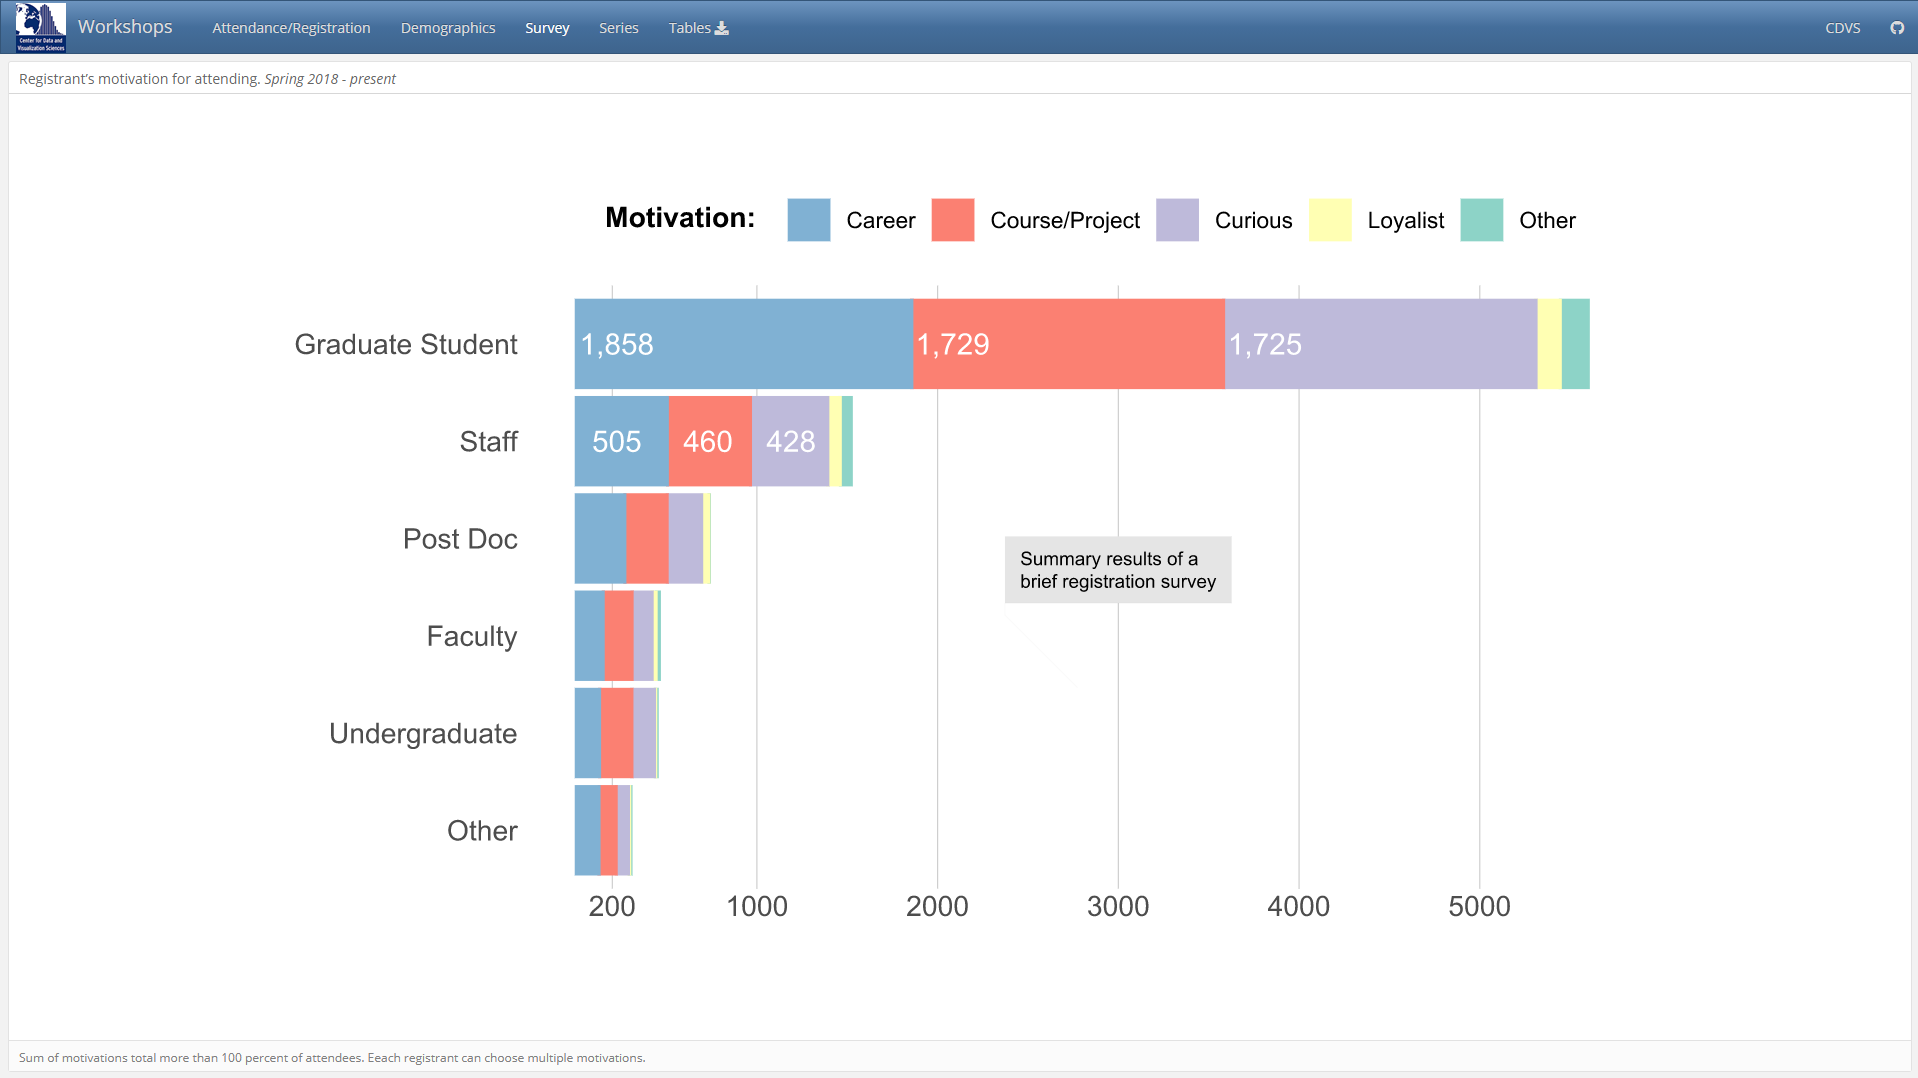 Center for Data and
Visualization Sciences
Workshops
Attendance/Registration
Demographics
Survey
Series
Tables
CDVS
Registrant's motivation for attending. Spring 2018 - present
Motivation: Career Course/Project Curious Loyalist Other
Graduate Student 1,858 1,729 1,725
Staff 505 460 428
Post Doc
Summary results of a
brief registration survey
Faculty
Undergraduate
Other
200 1000 2000 3000 4000 5000
Sum of motivations total more than 100 percent of attendees. Eeach registrant can choose multiple motivations.